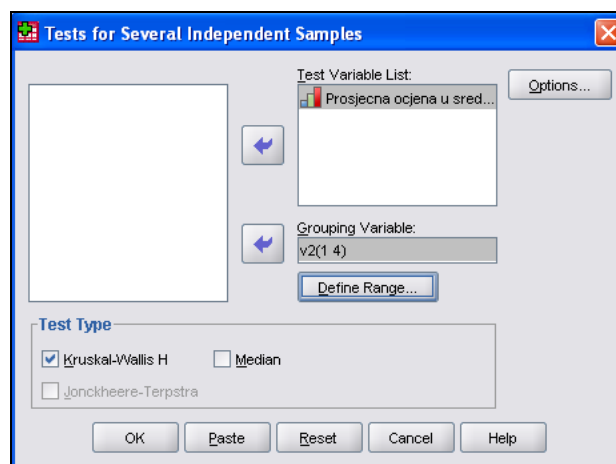 Tests for Several Independent Samples
Test Variable List:
Prosjecna ocjena u sred...
Options...
Grouping Variable:
v2(1 4)
Define Range...
Test Type
Kruskal-Wallis H
Median
Jonckheere-Terpstra
OK
Paste
Reset
Cancel
Help